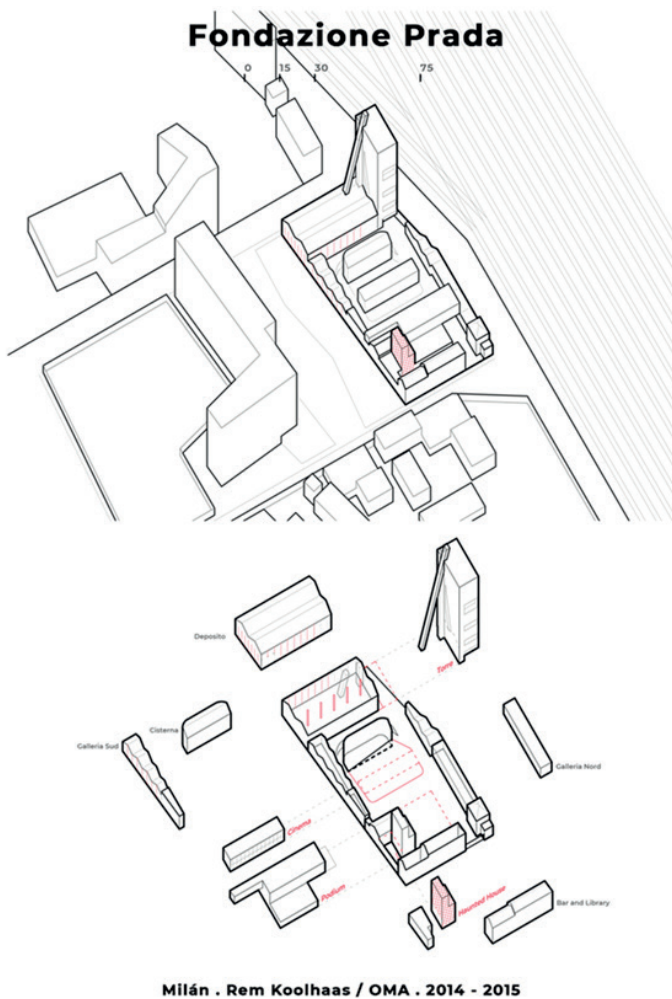 Fondazione Prada
0 15 30 75
Deposito
Torre
Cisterna
Galleria Sud
Galleria Nord
Cinema
Podium
Haunted House
Bar and Library
Milán . Rem Koolhaas / OMA . 2014 - 2015